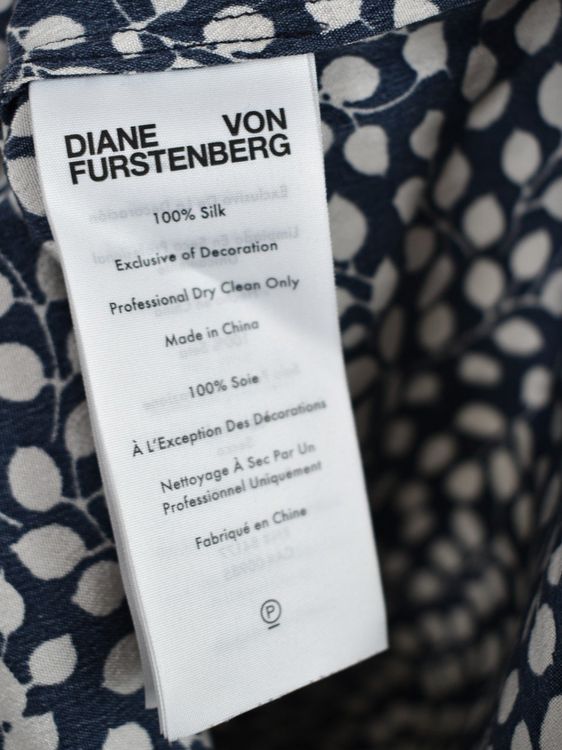 DIANE VON
FURSTENBERG
100% Silk
Exclusive of Decoration
Professional Dry Clean Only
Made in China
100% Soie
À L'Exception Des Décorations
Nettoyage À Sec Par Un
Professionnel Uniquement
Fabriqué en Chine
P